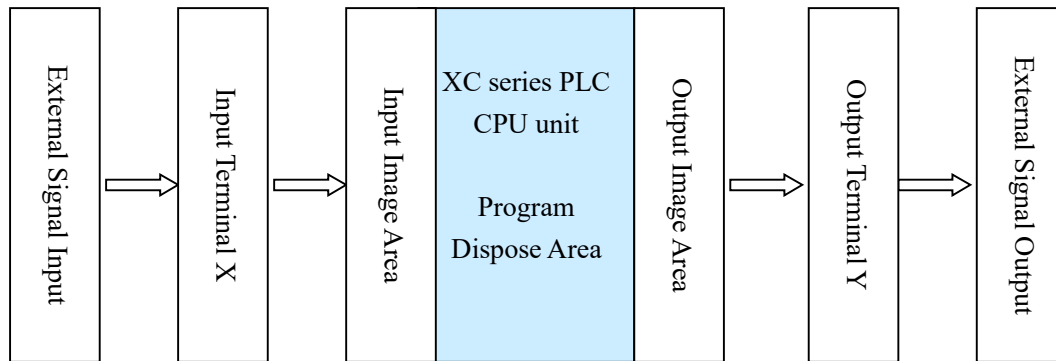 External Signal Input
Input Terminal X
Input Image Area
XC series PLC
CPU unit
Program
Dispose Area
Output Image Area
Output Terminal Y
External Signal Output